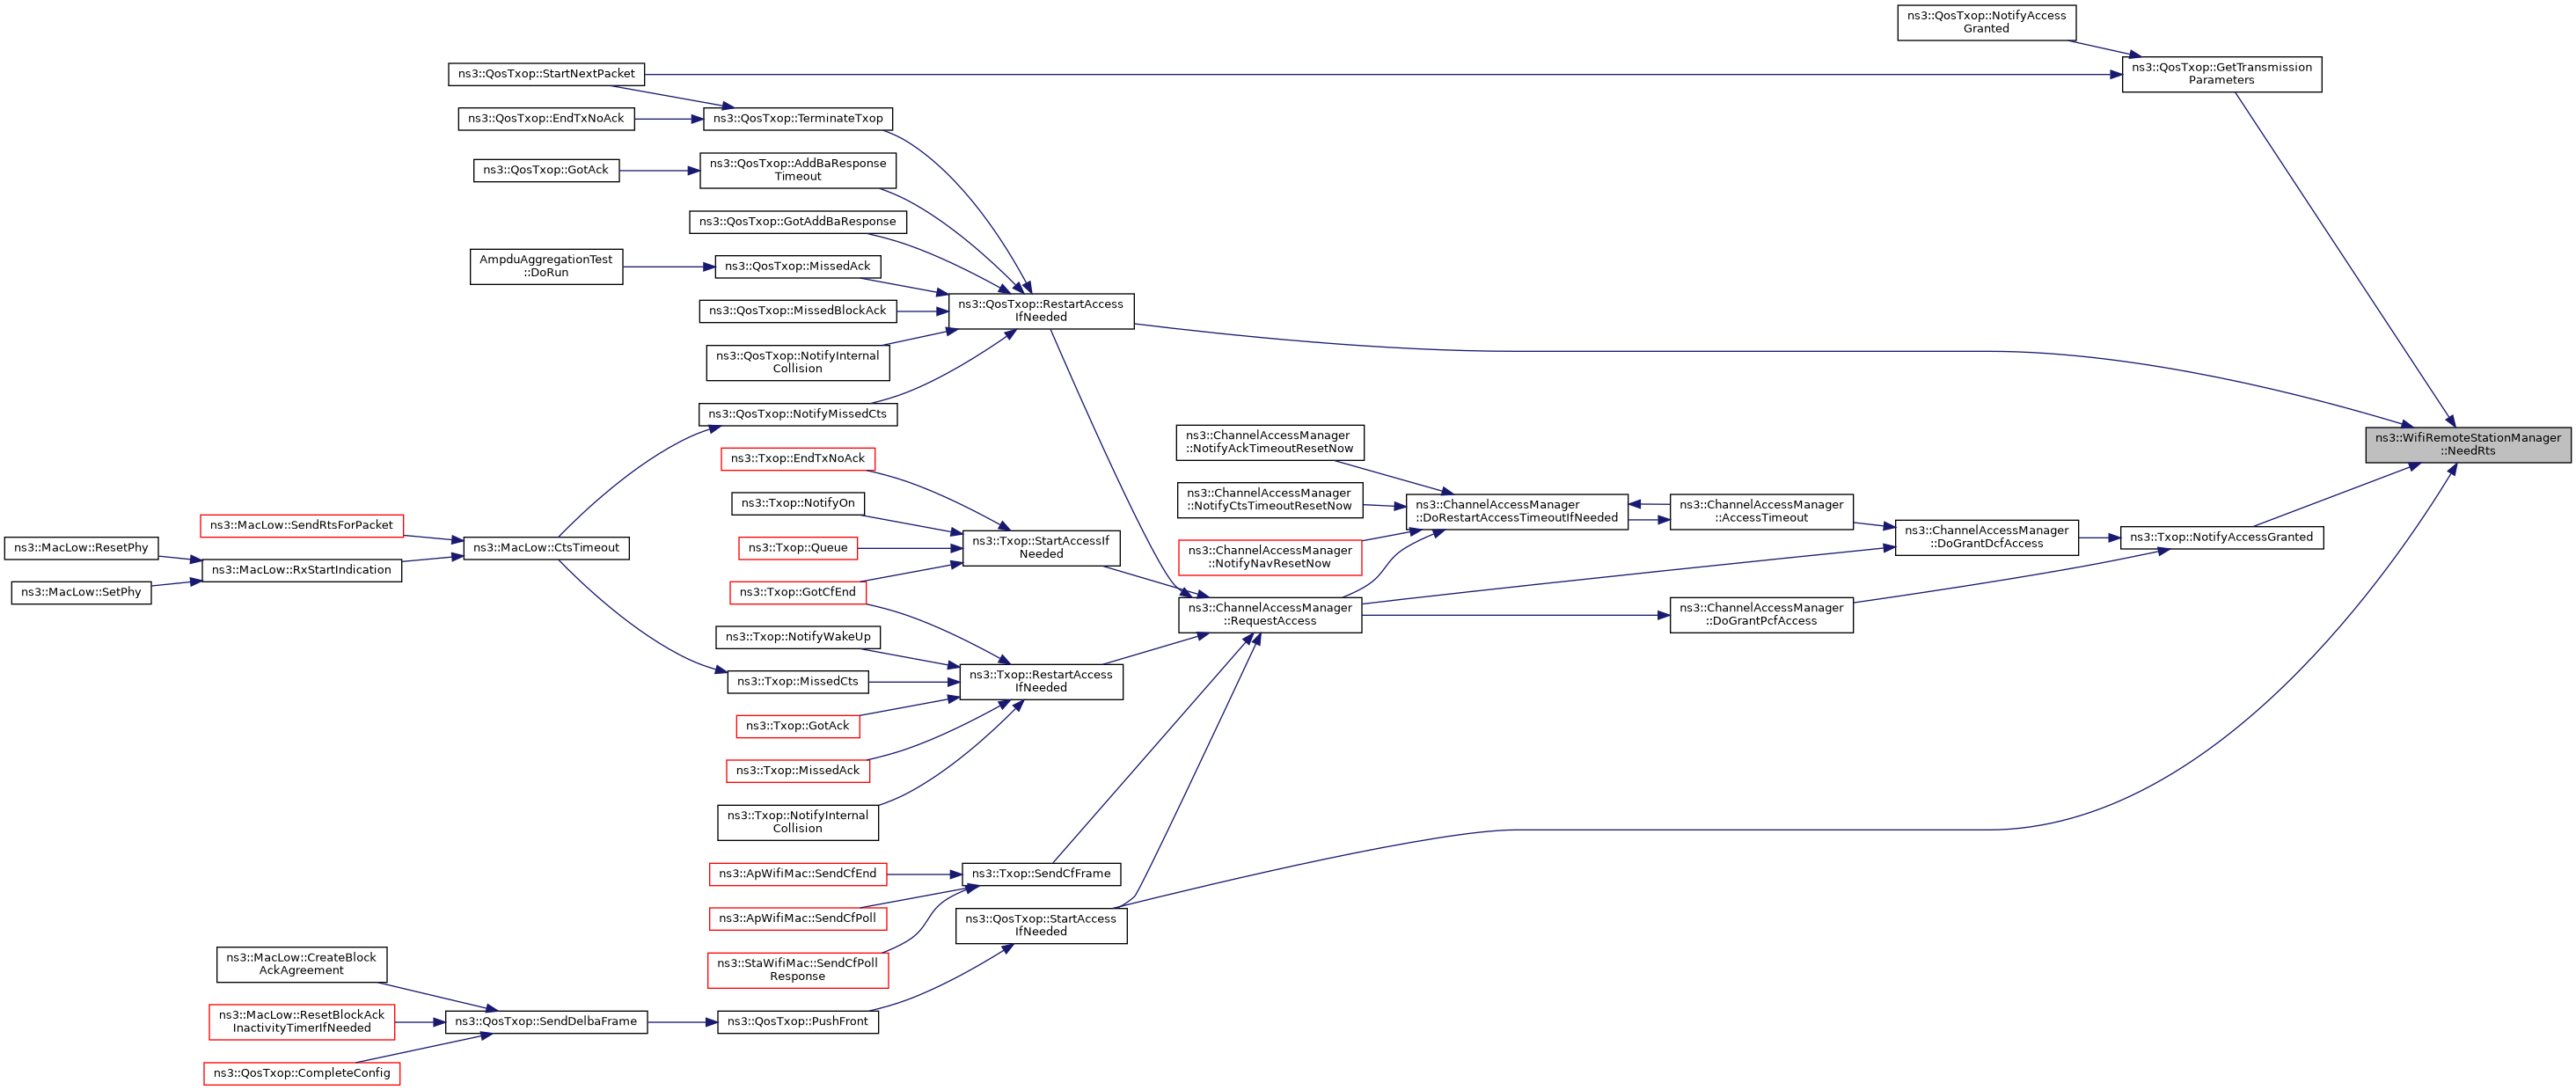 ns3::QosTxop::NotifyAccess
Granted
ns3::QosTxop::StartNextPacket
ns3::QosTxop::GetTransmission
Parameters
ns3::QosTxop::EndTxNoAck
ns3::QosTxop::TerminateTxop
ns3::QosTxop::GotAck
ns3::QosTxop::AddBaResponse
Timeout
ns3::QosTxop::GotAddBaResponse
AmpduAggregationTest
::DoRun
ns3::QosTxop::MissedAck
ns3::QosTxop::MissedBlockAck
ns3::QosTxop::RestartAccess
IfNeeded
ns3::QosTxop::NotifyInternal
Collision
ns3::QosTxop::NotifyMissedCts
ns3::WifiRemoteStationManager
::NeedRts
ns3::ChannelAccessManager
::NotifyAckTimeoutResetNow
ns3::Txop::EndTxNoAck
ns3::Txop::NotifyOn
ns3::ChannelAccessManager
::NotifyCtsTimeoutResetNow
ns3::ChannelAccessManager
::DoRestartAccessTimeoutIfNeeded
ns3::ChannelAccessManager
::AccessTimeout
ns3::ChannelAccessManager
::DoGrantDcfAccess
ns3::Txop::NotifyAccessGranted
ns3::MacLow::SendRtsForPacket
ns3::MacLow::ResetPhy
ns3::MacLow::CtsTimeout
ns3::Txop::Queue
ns3::Txop::StartAccessIf
Needed
ns3::ChannelAccessManager
::NotifyNavResetNow
ns3::MacLow::RxStartIndication
ns3::MacLow::SetPhy
ns3::Txop::GotCfEnd
ns3::ChannelAccessManager
::RequestAccess
ns3::ChannelAccessManager
::DoGrantPcfAccess
ns3::Txop::NotifyWakeUp
ns3::Txop::MissedCts
ns3::Txop::RestartAccess
IfNeeded
ns3::Txop::GotAck
ns3::Txop::MissedAck
ns3::Txop::NotifyInternal
Collision
ns3::ApWifiMac::SendCfEnd
ns3::Txop::SendCfFrame
ns3::ApWifiMac::SendCfPoll
ns3::QosTxop::StartAccess
IfNeeded
ns3::StaWifiMac::SendCfPoll
Response
ns3::MacLow::CreateBlock
AckAgreement
ns3::MacLow::ResetBlockAck
InactivityTimerIfNeeded
ns3::QosTxop::SendDelbaFrame
ns3::QosTxop::PushFront
ns3::QosTxop::CompleteConfig